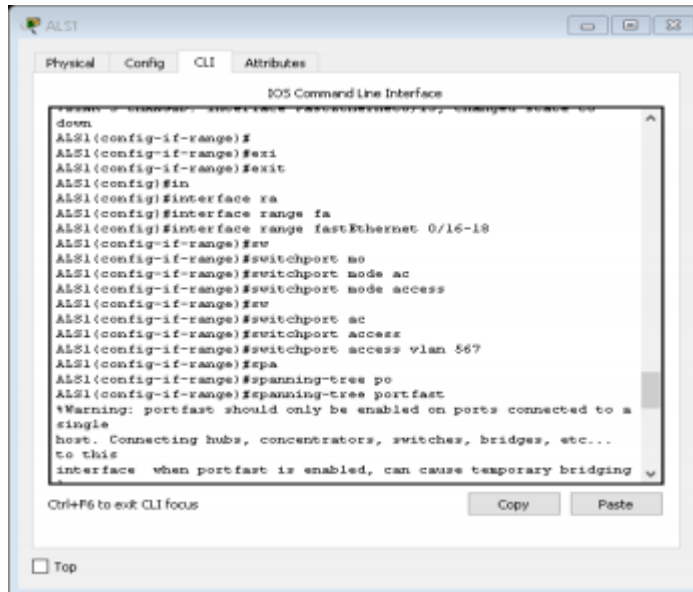 ALS1
Physical Config CLI Attributes
IOS Command Line Interface
down
ALS1(config-if-range)#
ALS1(config-if-range)#exi
ALS1(config-if-range)#exit
ALS1(config)#in
ALS1(config)#interface ra
ALS1(config)#interface range fa
ALS1(config)#interface range fastEthernet 0/16-18
ALS1(config-if-range)#sw
ALS1(config-if-range)#switchport mo
ALS1(config-if-range)#switchport mode ac
ALS1(config-if-range)#switchport mode access
ALS1(config-if-range)#sw
ALS1(config-if-range)#switchport ac
ALS1(config-if-range)#switchport access
ALS1(config-if-range)#switchport access vlan 567
ALS1(config-if-range)#spa
ALS1(config-if-range)#spanning-tree po
ALS1(config-if-range)#spanning-tree portfast
%Warning: portfast should only be enabled on ports connected to a
single
host. Connecting hubs, concentrators, switches, bridges, etc...
to this
interface when portfast is enabled, can cause temporary bridging
Ctrl+F6 to exit CLI focus
Copy Paste
Top